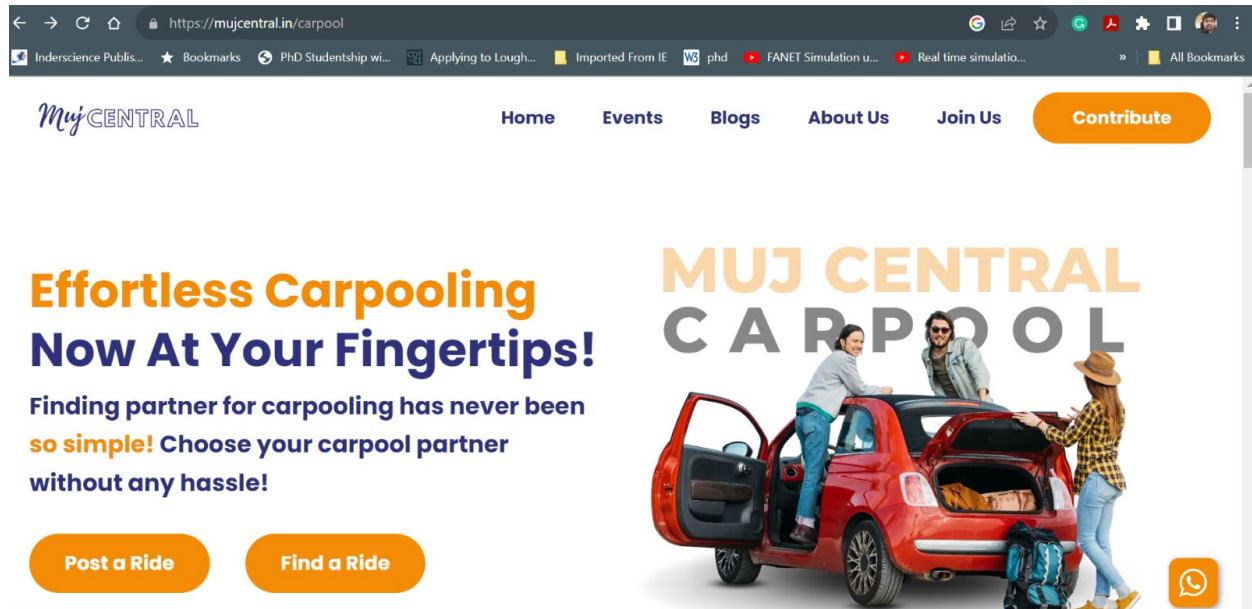 https://mujcentral.in/carpool
Inderscience Publis... Bookmarks PhD Studentship wi... Applying to Lough... Imported From IE phd FANET Simulation u... Real time simulatio... » All Bookmarks
Muj CENTRAL Home Events Blogs About Us Join Us Contribute
MUJ CENTRAL
CARPOOL
Effortless Carpooling
Now At Your Fingertips!
Finding partner for carpooling has never been
so simple! Choose your carpool partner
without any hassle!
Post a Ride Find a Ride